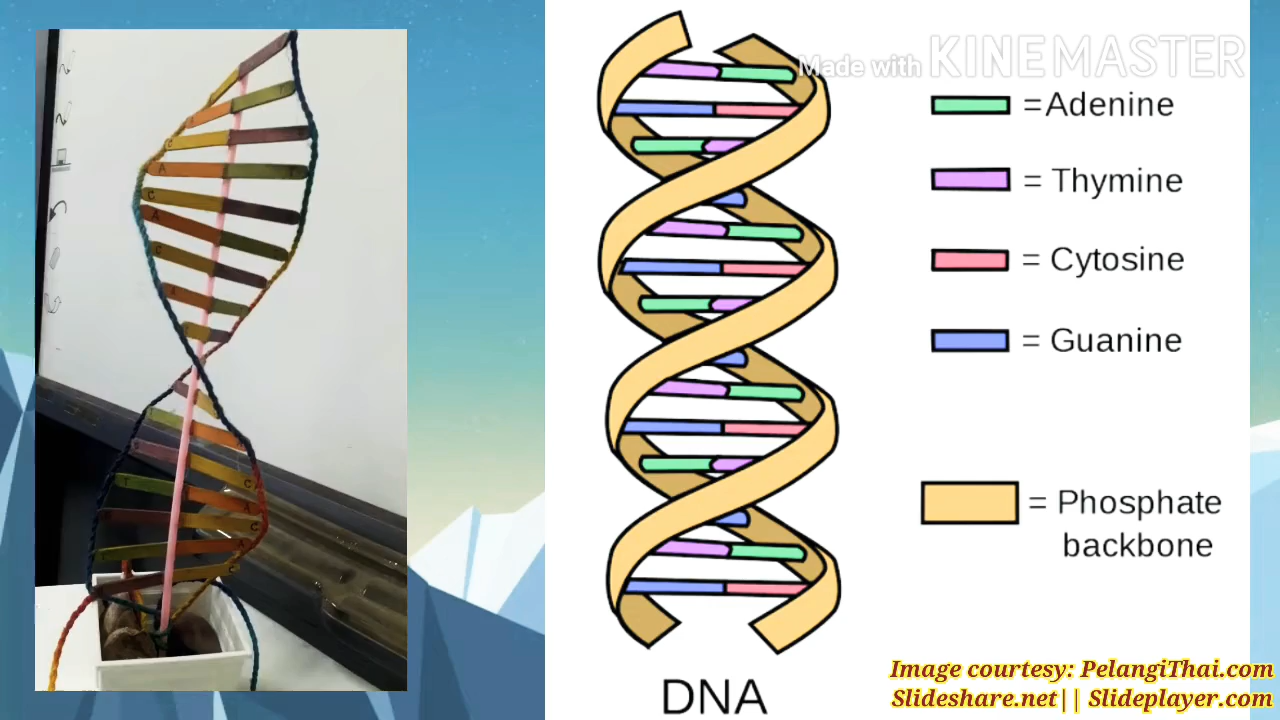 Made with KINEMASTER
=Adenine
= Thymine
= Cytosine
= Guanine
= Phosphate
backbone
DNA
Image courtesy: PelangiThai.com
Slideshare.net|| Slideplayer.com
C
A
T
C
A
C
A
T
C
A
C
A
C